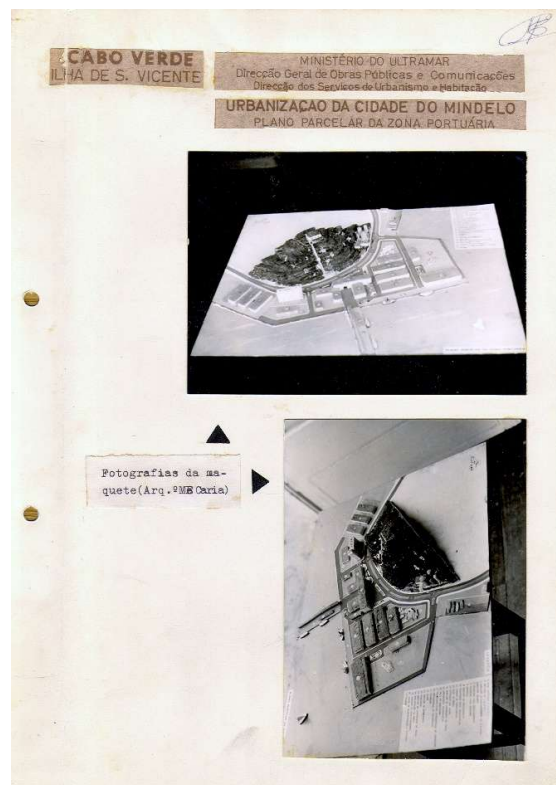 CABO VERDE
ILHA DE S. VICENTE
MINISTÉRIO DO ULTRAMAR
Direcção Geral de Obras Públicas e Comunicações
Direcção dos Serviços de Urbanismo e Habitação
URBANIZAÇÃO DA CIDADE DO MINDELO
PLANO PARCELAR DA ZONA PORTUÁRIA
Fotografias da ma-
quete(Arq.ºME Caria)